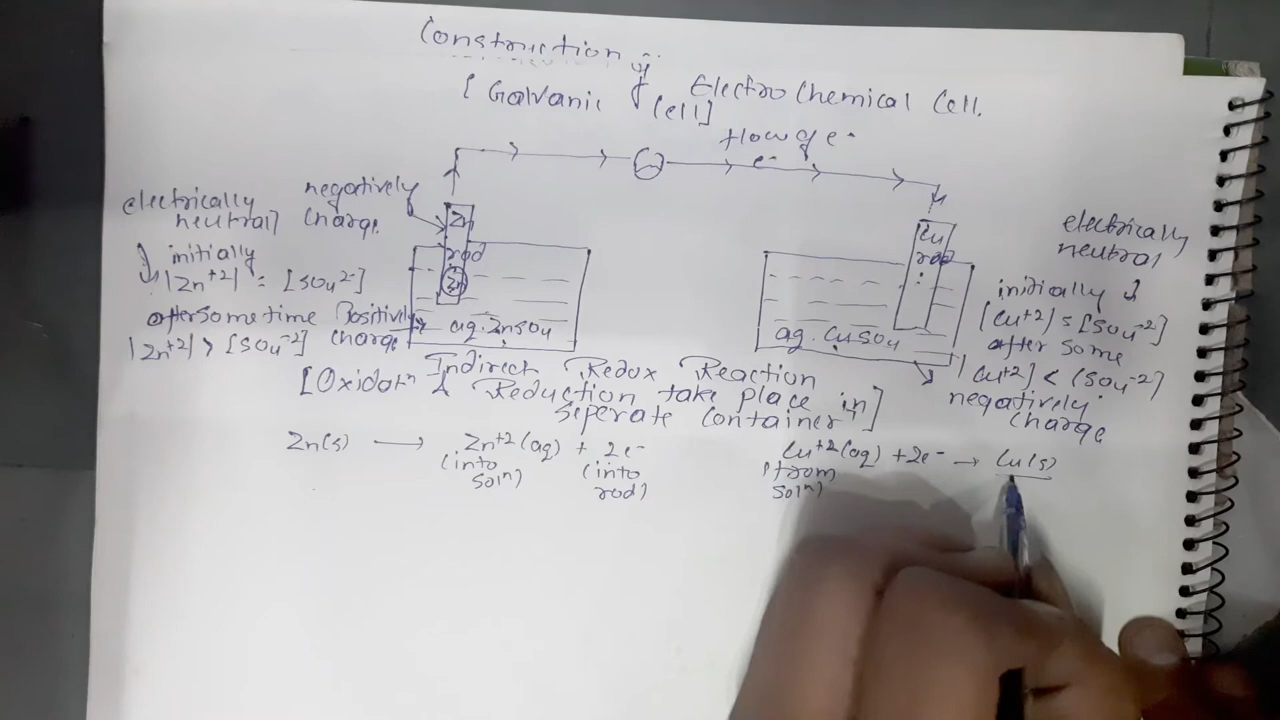 Construction of
Electro Chemical Cell.
[Galvanic Cell]
flow of e-
e-
electrically
neutral
negatively
charge
Zn
rod
initially
[Zn+2] = [SO4 2-]
after some time Positively
[Zn+2] > [SO4-2] charge
aq. ZnSO4
Cu
rod
aq. CuSO4
electrically
neutral
initially
[Cu+2] = [SO4-2]
after some
[Cu+2] < [SO4-2]
negatively
charge
Indirect Redox Reaction
[Oxidatn & Reduction take place in
Seperate Container]
Zn(s) → Zn+2(aq) + 2e-
(into soln) (into rod)
Cu+2(aq) + 2e- → Cu(s)
(from
soln)